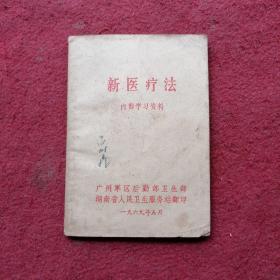 新医疗法
内部学习资料
广州军区后勤部卫生部
湖南省人民卫生服务站翻印
一九六九年五月